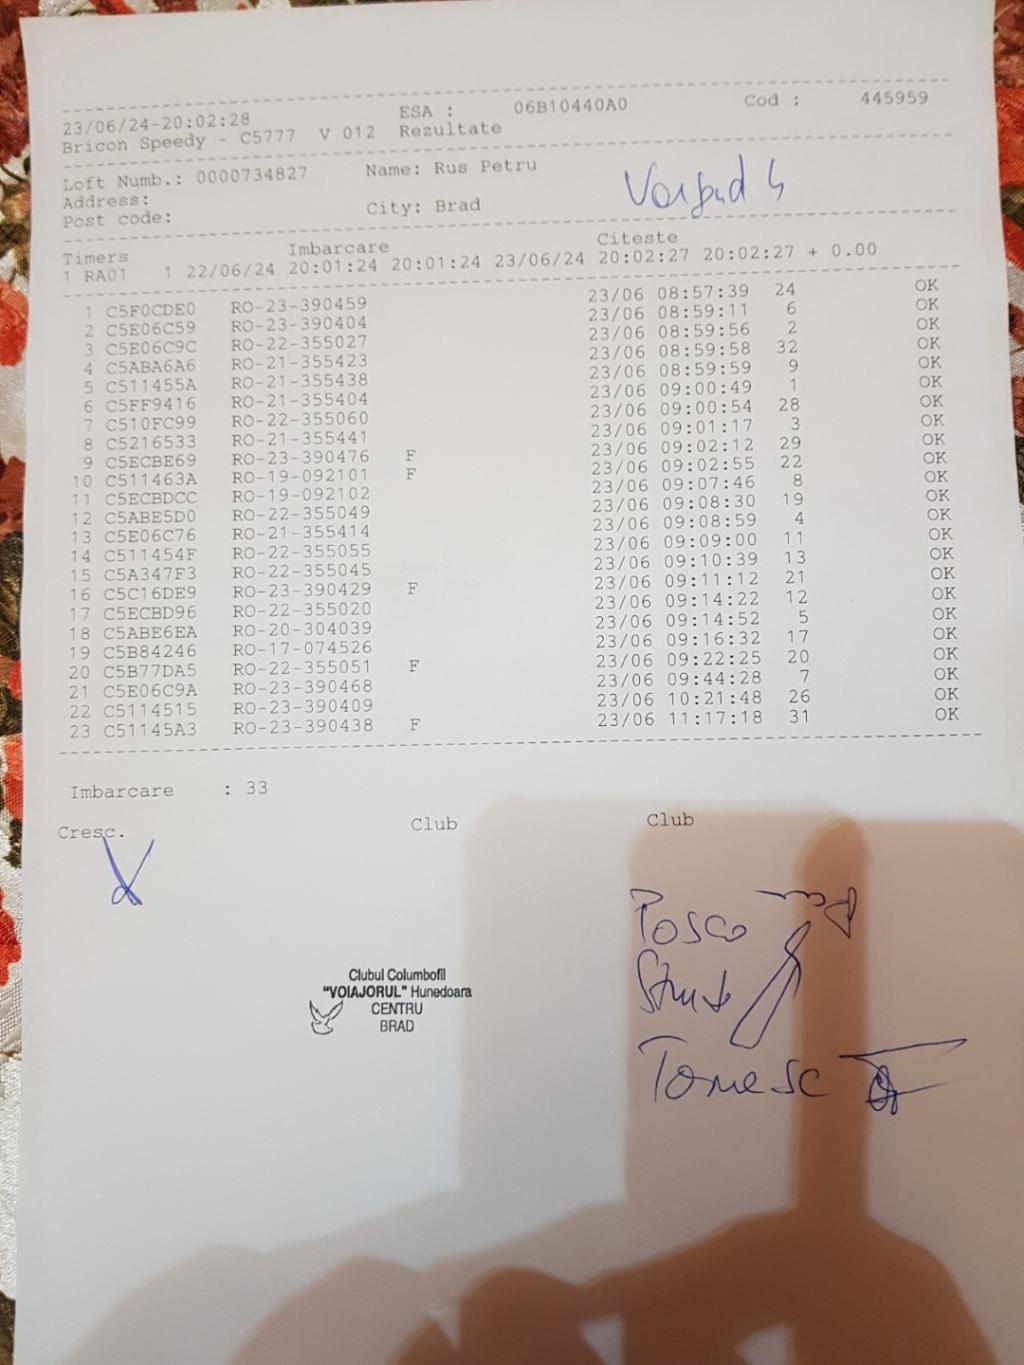 23/06/24-20:02:28 ESA : 06B10440A0 Cod : 445959
Bricon Speedy - C5777 V 012 Rezultate
Loft Numb.: 0000734827 Name: Rus Petru
Address:
Post code: City: Brad
Timers Imbarcare Citeste
1 RA01 1 22/06/24 20:01:24 20:01:24 23/06/24 20:02:27 20:02:27 + 0.00
1 C5F0CDE0 RO-23-390459 23/06 08:57:39 24 OK
2 C5E06C59 RO-23-390404 23/06 08:59:11 6 OK
3 C5E06C9C RO-22-355027 23/06 08:59:56 2 OK
4 C5ABA6A6 RO-21-355423 23/06 08:59:58 32 OK
5 C511455A RO-21-355438 23/06 08:59:59 9 OK
6 C5FF9416 RO-21-355404 23/06 09:00:49 1 OK
7 C510FC99 RO-22-355060 23/06 09:00:54 28 OK
8 C5216533 RO-21-355441 23/06 09:01:17 3 OK
9 C5ECBE69 RO-23-390476 F 23/06 09:02:12 29 OK
10 C511463A RO-19-092101 F 23/06 09:02:55 22 OK
11 C5ECBDCC RO-19-092102 23/06 09:07:46 8 OK
12 C5ABE5D0 RO-22-355049 23/06 09:08:30 19 OK
13 C5E06C76 RO-21-355414 23/06 09:08:59 4 OK
14 C511454F RO-22-355055 23/06 09:09:00 11 OK
15 C5A347F3 RO-22-355045 23/06 09:10:39 13 OK
16 C5C16DE9 RO-23-390429 F 23/06 09:11:12 21 OK
17 C5ECBD96 RO-22-355020 23/06 09:14:22 12 OK
18 C5ABE6EA RO-20-304039 23/06 09:14:52 5 OK
19 C5B84246 RO-17-074526 23/06 09:16:32 17 OK
20 C5B77DA5 RO-22-355051 F 23/06 09:22:25 20 OK
21 C5E06C9A RO-23-390468 23/06 09:44:28 7 OK
22 C5114515 RO-23-390409 23/06 10:21:48 26 OK
23 C51145A3 RO-23-390438 F 23/06 11:17:18 31 OK
Imbarcare : 33
Cresc. Club Club
Posco
Clubul Columbofil
"VOIAJORUL" Hunedoara
CENTRU
BRAD
Tomesc